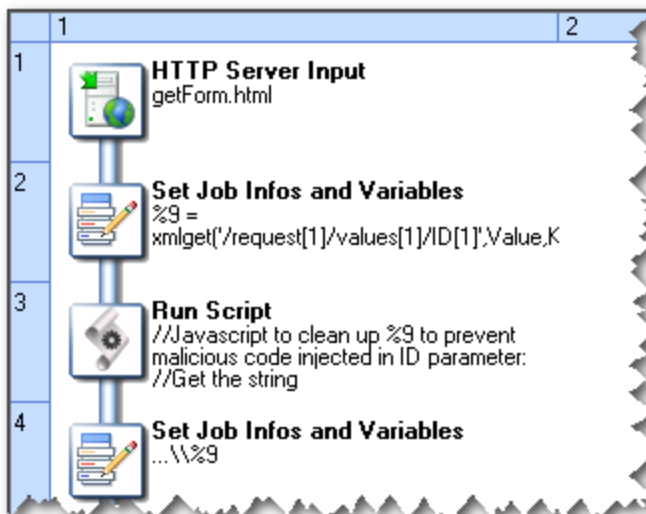 1 2
1
HTTP Server Input
getForm.html
2
Set Job Infos and Variables
%9 =
xmlget('/request[1]/values[1]/ID[1]',Value,K
3
Run Script
//Javascript to clean up %9 to prevent
malicious code injected in ID parameter:
//Get the string
4
Set Job Infos and Variables
...\\%9